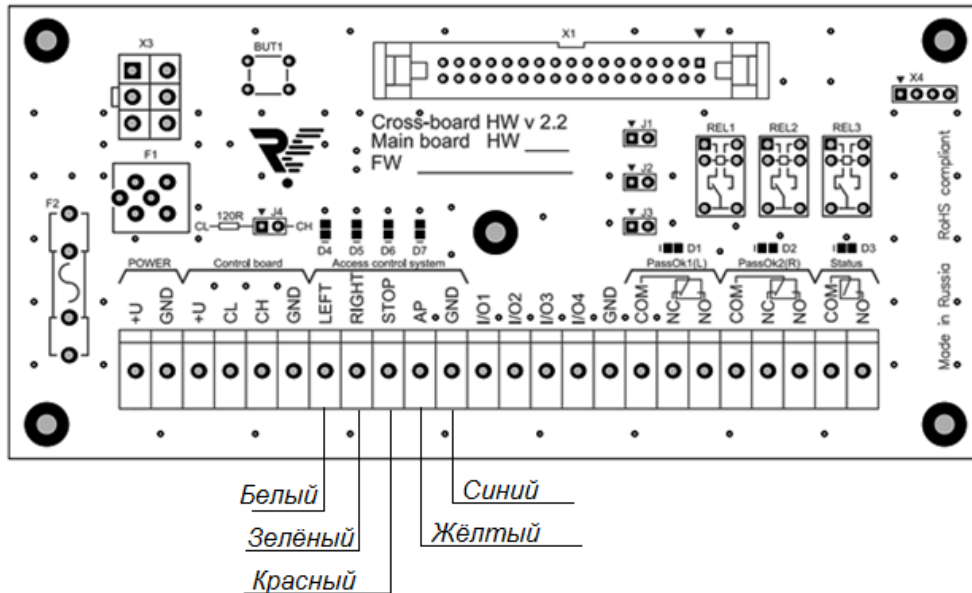 X3
BUT1
X1
X4
Cross-board HW v 2.2
Main board HW ____
FW ____________
J1
REL1 REL2 REL3
F1
J2
F2
CL 120R J4 CH
J3
D4 D5 D6 D7
D1 D2 D3
POWER Control board Access control system PassOk1(L) PassOk2(R) Status
+U GND +U CL CH GND LEFT RIGHT STOP AP GND I/O1 I/O2 I/O3 I/O4 GND COM NC NO COM NC NO COM NO
Made in Russia RoHS compliant
Белый
Синий
Зелёный
Жёлтый
Красный